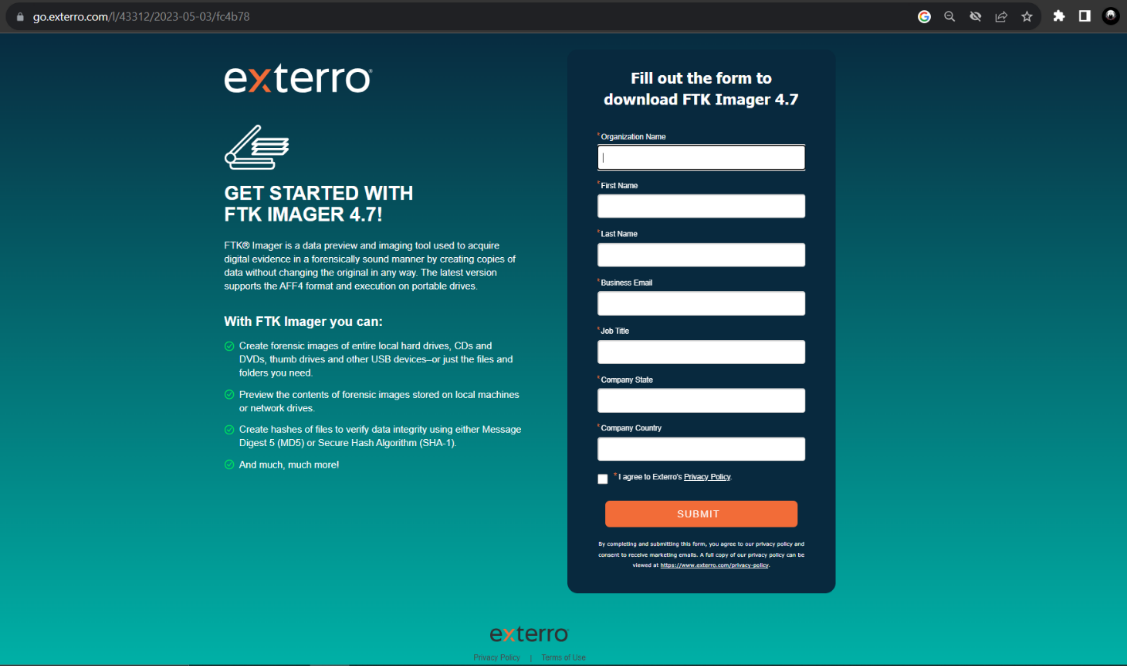 go.exterro.com/l/43312/2023-05-03/fc4b78
exterro
GET STARTED WITH
FTK IMAGER 4.7!
FTK® Imager is a data preview and imaging tool used to acquire
digital evidence in a forensically sound manner by creating copies of
data without changing the original in any way. The latest version
supports the AFF4 format and execution on portable drives.
With FTK Imager you can:
Create forensic images of entire local hard drives, CDs and
DVDs, thumb drives and other USB devices–or just the files and
folders you need.
Preview the contents of forensic images stored on local machines
or network drives.
Create hashes of files to verify data integrity using either Message
Digest 5 (MD5) or Secure Hash Algorithm (SHA-1).
And much, much more!
Fill out the form to
download FTK Imager 4.7
*Organization Name
*First Name
*Last Name
*Business Email
*Job Title
*Company State
*Company Country
*I agree to Exterro's Privacy Policy.
SUBMIT
By completing and submitting this form, you agree to our privacy policy and
consent to receive marketing emails. A full copy of our privacy policy can be
viewed at https://www.exterro.com/privacy-policy.
exterro
Privacy Policy | Terms of Use